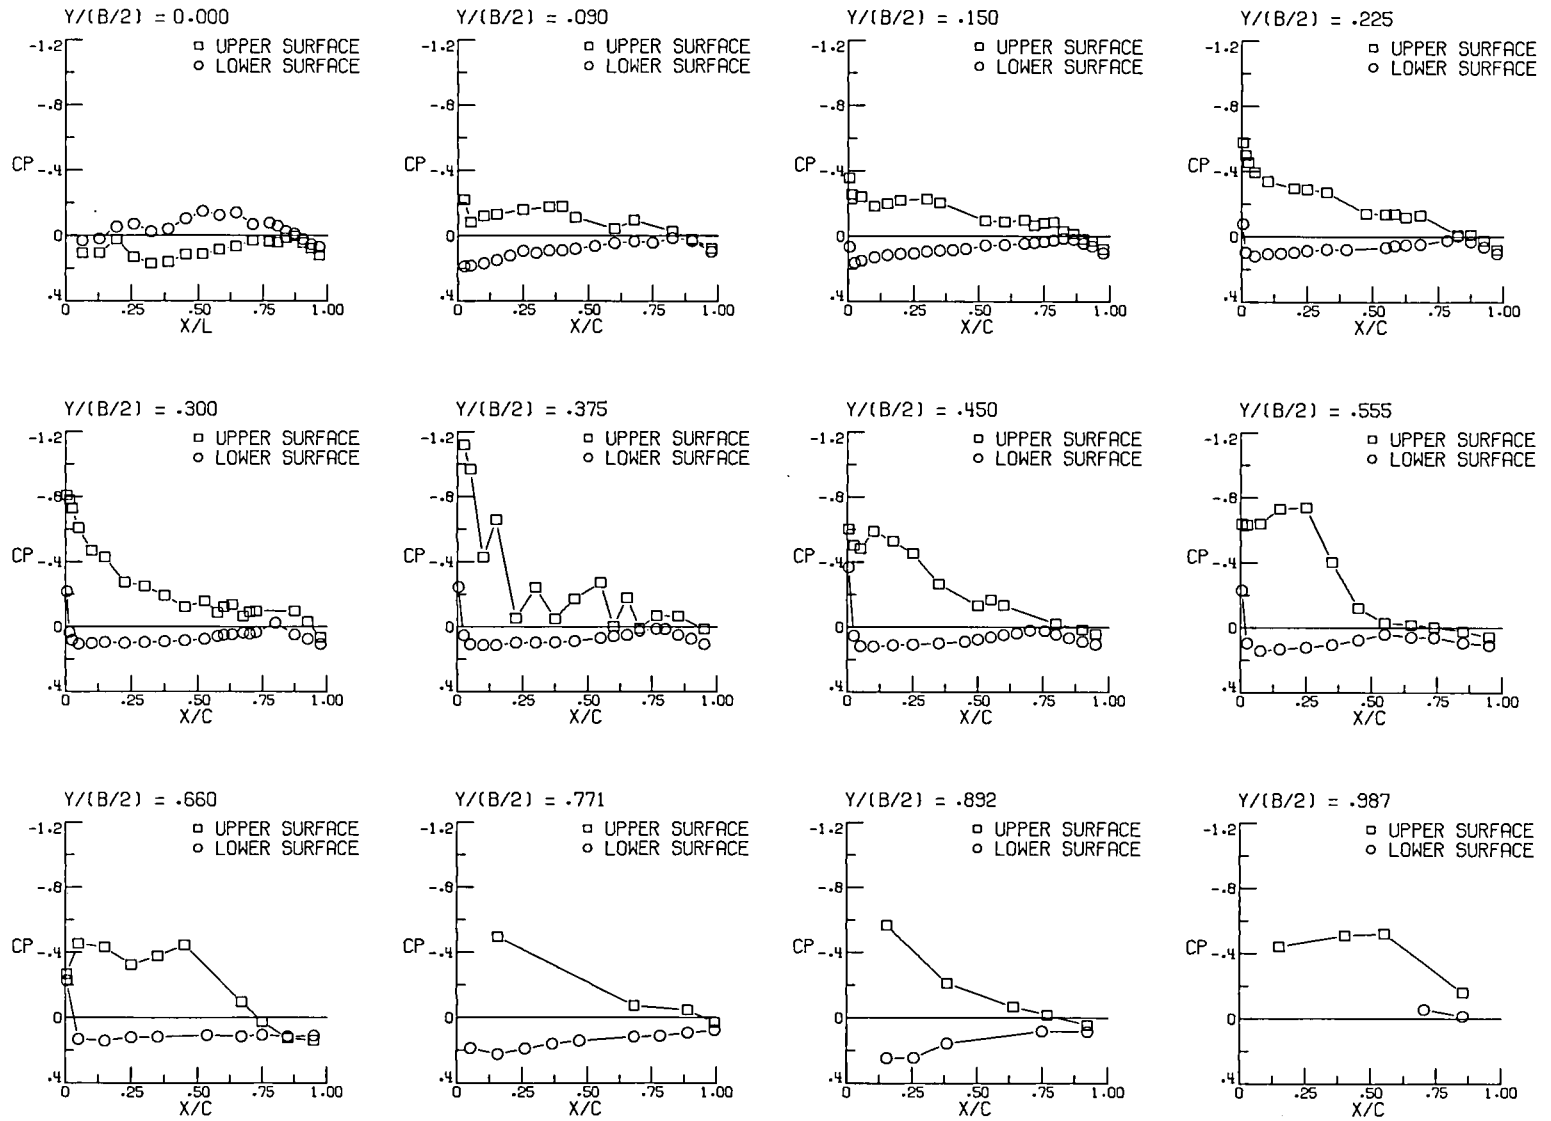 Y/(B/2) = 0.000
□ UPPER SURFACE
○ LOWER SURFACE
-1.2
-.8
CP -.4
0
.4
0 .25 .50 .75 1.00
X/L
Y/(B/2) = .090
□ UPPER SURFACE
○ LOWER SURFACE
-1.2
-.8
CP -.4
0
.4
0 .25 .50 .75 1.00
X/C
Y/(B/2) = .150
□ UPPER SURFACE
○ LOWER SURFACE
-1.2
-.8
CP -.4
0
.4
0 .25 .50 .75 1.00
X/C
Y/(B/2) = .225
□ UPPER SURFACE
○ LOWER SURFACE
-1.2
-.8
CP -.4
0
.4
0 .25 .50 .75 1.00
X/C
Y/(B/2) = .300
□ UPPER SURFACE
○ LOWER SURFACE
-1.2
-.8
CP -.4
0
.4
0 .25 .50 .75 1.00
X/C
Y/(B/2) = .375
□ UPPER SURFACE
○ LOWER SURFACE
-1.2
-.8
CP -.4
0
.4
0 .25 .50 .75 1.00
X/C
Y/(B/2) = .450
□ UPPER SURFACE
○ LOWER SURFACE
-1.2
-.8
CP -.4
0
.4
0 .25 .50 .75 1.00
X/C
Y/(B/2) = .555
□ UPPER SURFACE
○ LOWER SURFACE
-1.2
-.8
CP -.4
0
.4
0 .25 .50 .75 1.00
X/C
Y/(B/2) = .660
□ UPPER SURFACE
○ LOWER SURFACE
-1.2
-.8
CP -.4
0
.4
0 .25 .50 .75 1.00
X/C
Y/(B/2) = .771
□ UPPER SURFACE
○ LOWER SURFACE
-1.2
-.8
CP -.4
0
.4
0 .25 .50 .75 1.00
X/C
Y/(B/2) = .892
□ UPPER SURFACE
○ LOWER SURFACE
-1.2
-.8
CP -.4
0
.4
0 .25 .50 .75 1.00
X/C
Y/(B/2) = .987
□ UPPER SURFACE
○ LOWER SURFACE
-1.2
-.8
CP -.4
0
.4
0 .25 .50 .75 1.00
X/C